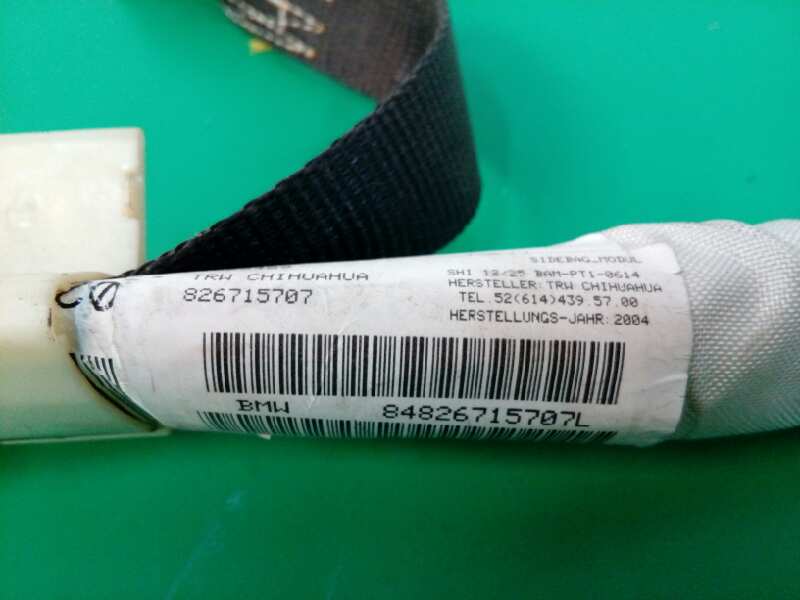 TRW CHIHUAHUA
826715707
SIDEBAG_MODUL
SHI 12/25 BAM-PT1-0614
HERSTELLER: TRW CHIHUAHUA
TEL.52(614)439.57.00
HERSTELLUNGS-JAHR: 2004
BMW 84826715707L